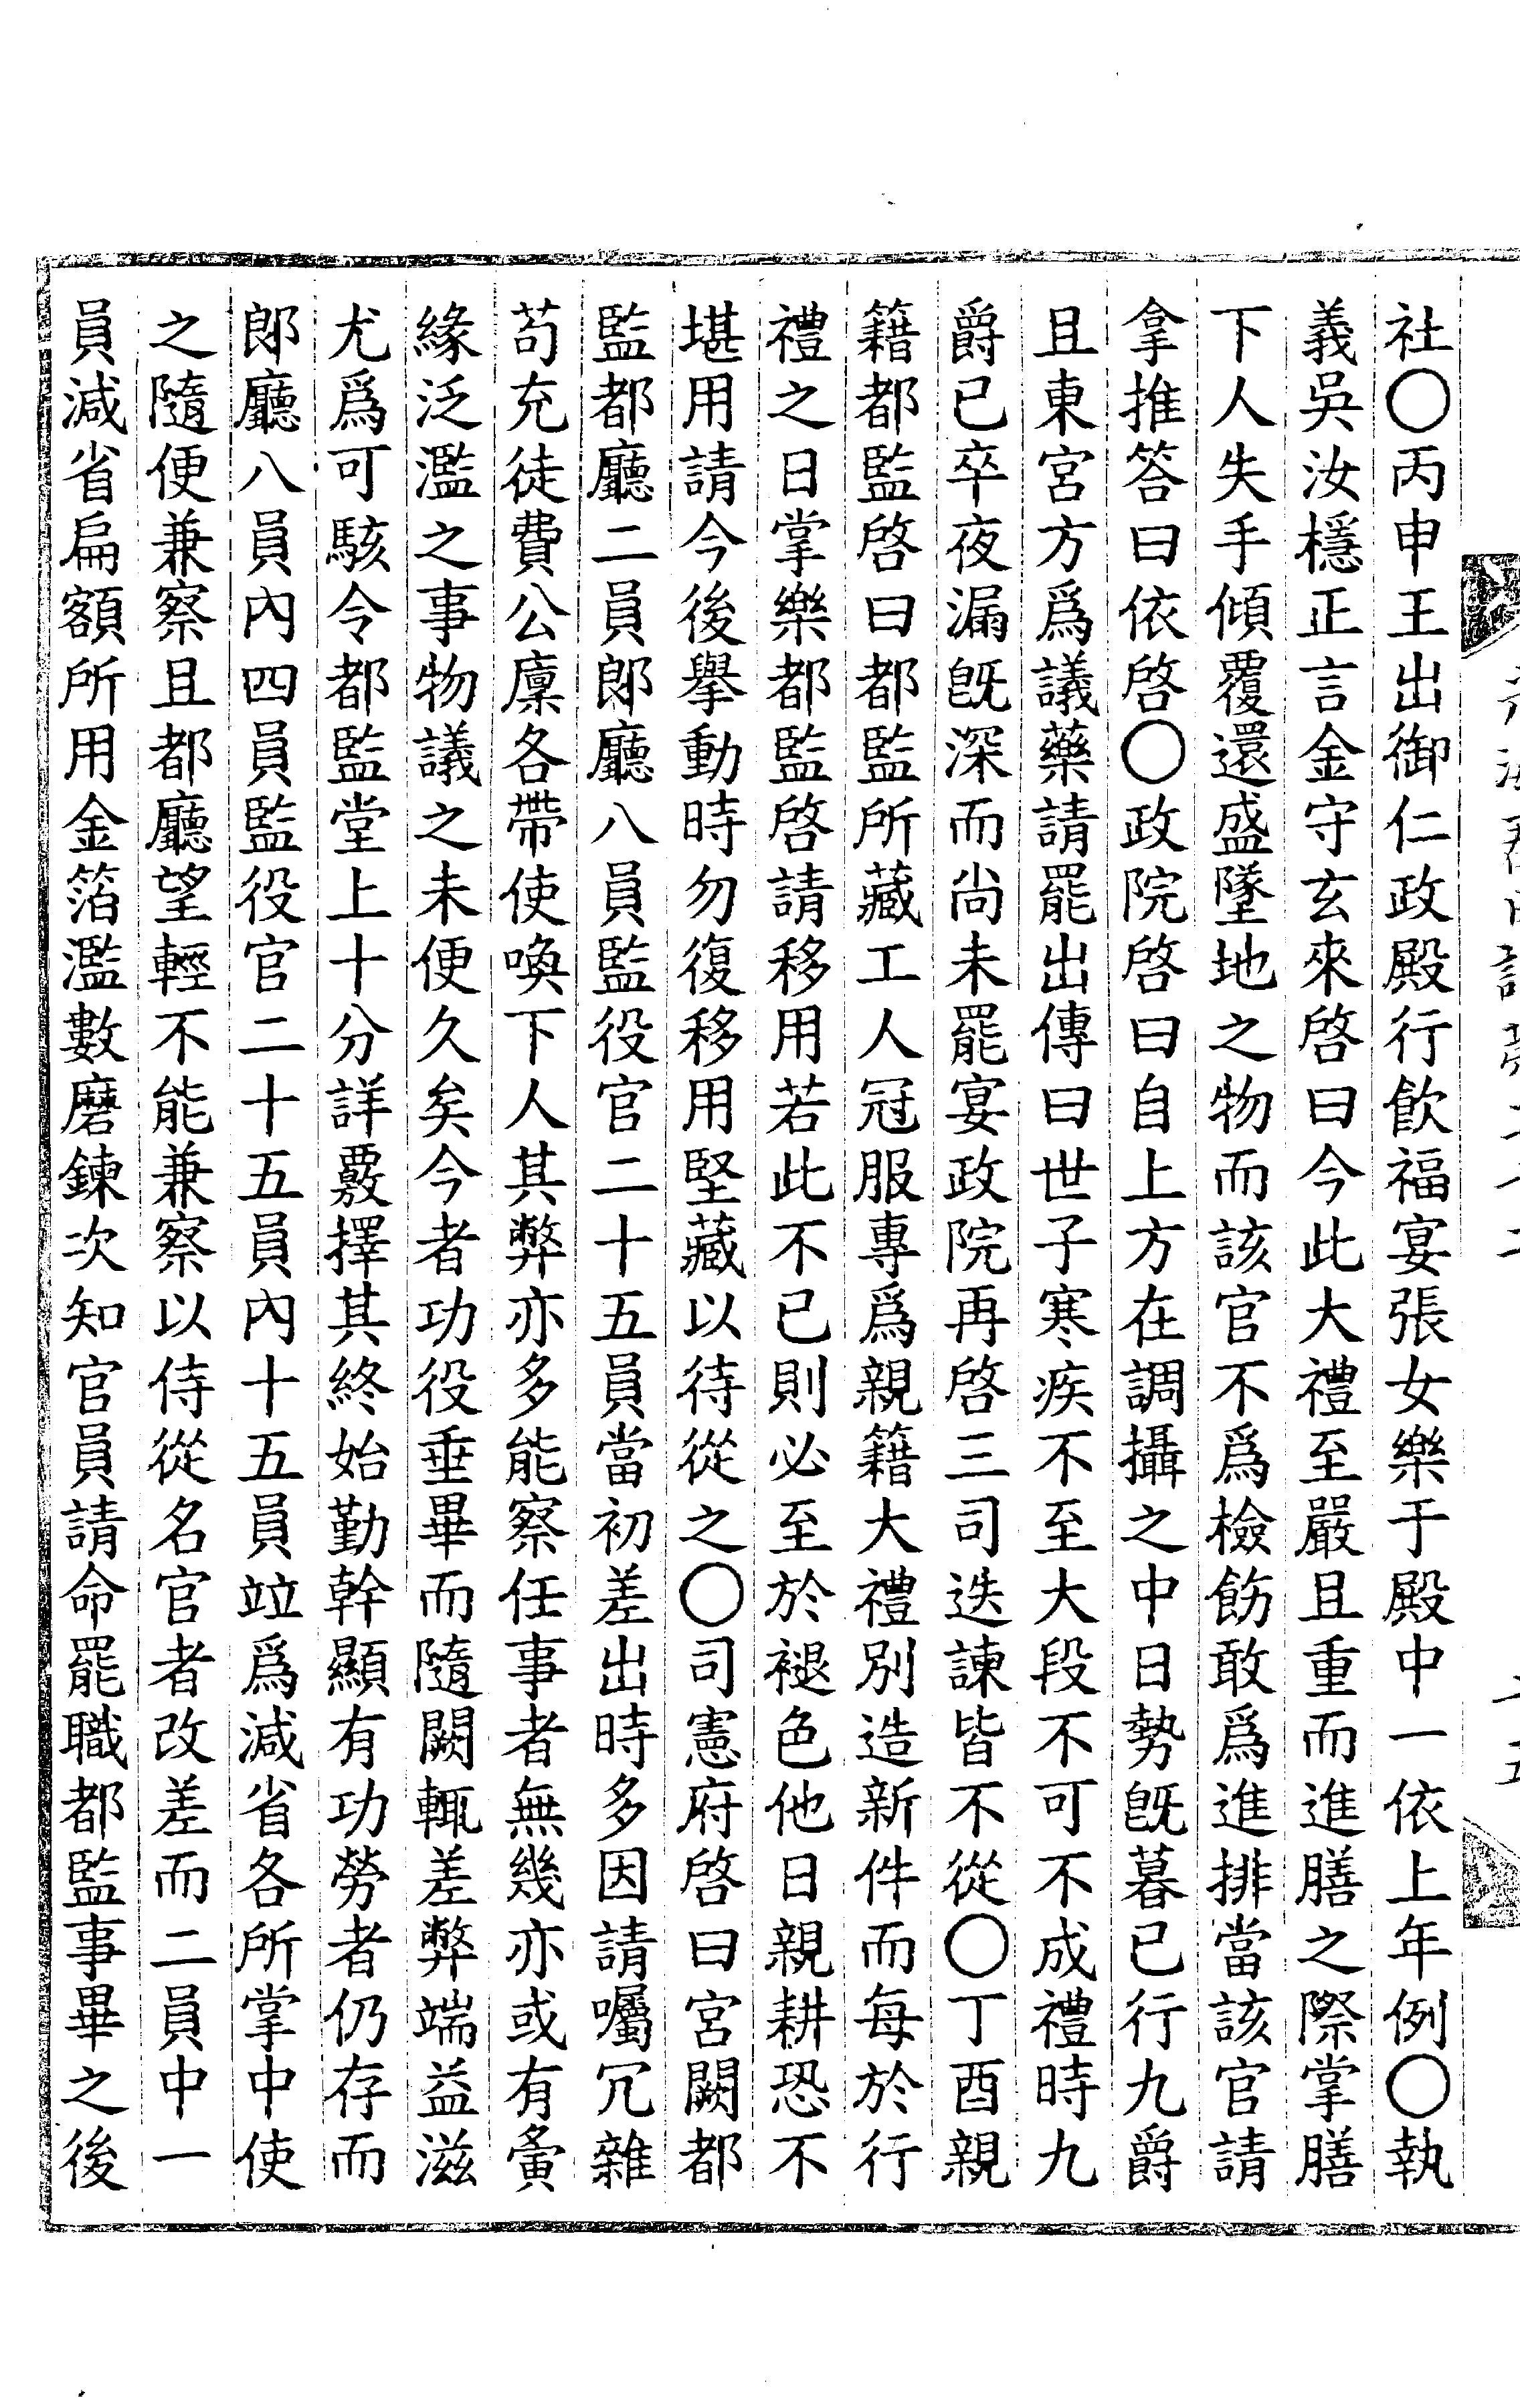 社○丙申王出御仁政殿行飮福宴張女樂于殿中一依上年例○執
義吳汝檼正言金守玄來啓曰今此大禮至嚴且重而進膳之際掌膳
下人失手傾覆還盛墜地之物而該官不爲檢飭敢爲進排當該官請
拿推答曰依啓○政院啓曰自上方在調攝之中日勢旣暮已行九爵
且東宮方爲議藥請罷出傳曰世子寒疾不至大段不可不成禮時九
爵已卒夜漏旣深而尙未罷宴政院再啓三司迭諫皆不從○丁酉親
籍都監啓曰都監所藏工人冠服專爲親籍大禮別造新件而每於行
禮之日掌樂都監啓請移用若此不已則必至於褪色他日親耕恐不
堪用請今後擧動時勿復移用堅藏以待從之○司憲府啓曰宮闕都
監都廳二員郞廳八員監役官二十五員當初差出時多因請囑冗雜
苟充徒費公廩各帶使喚下人其弊亦多能察任事者無幾亦或有夤
緣泛濫之事物議之未便久矣今者功役垂畢而隨闕輒差弊端益滋
尤爲可駭令都監堂上十分詳覈擇其終始勤幹顯有功勞者仍存而
郞廳八員內四員監役官二十五員內十五員竝爲減省各所掌中使
之隨便兼察且都廳望輕不能兼察以侍從名官者改差而二員中一
員減省扁額所用金箔濫數磨鍊次知官員請命罷職都監事畢之後